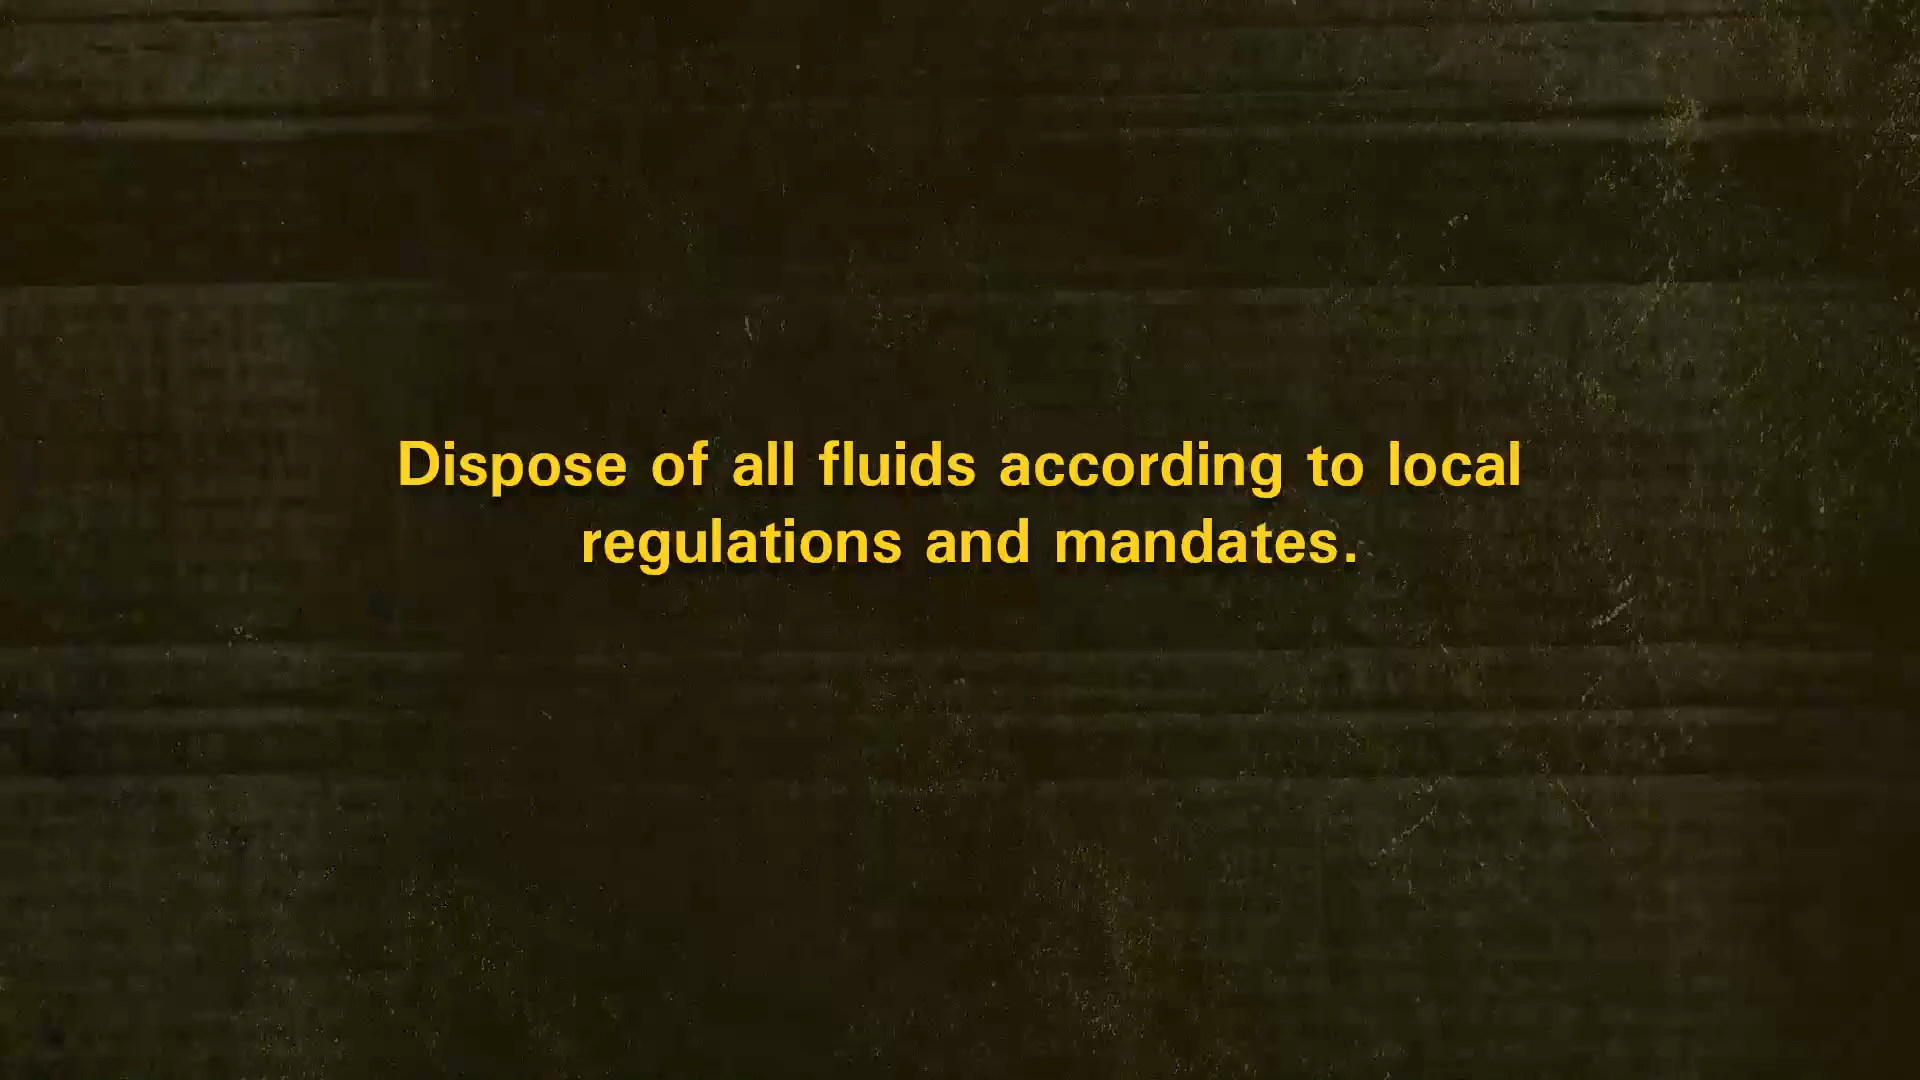 Dispose of all fluids according to local
regulations and mandates.